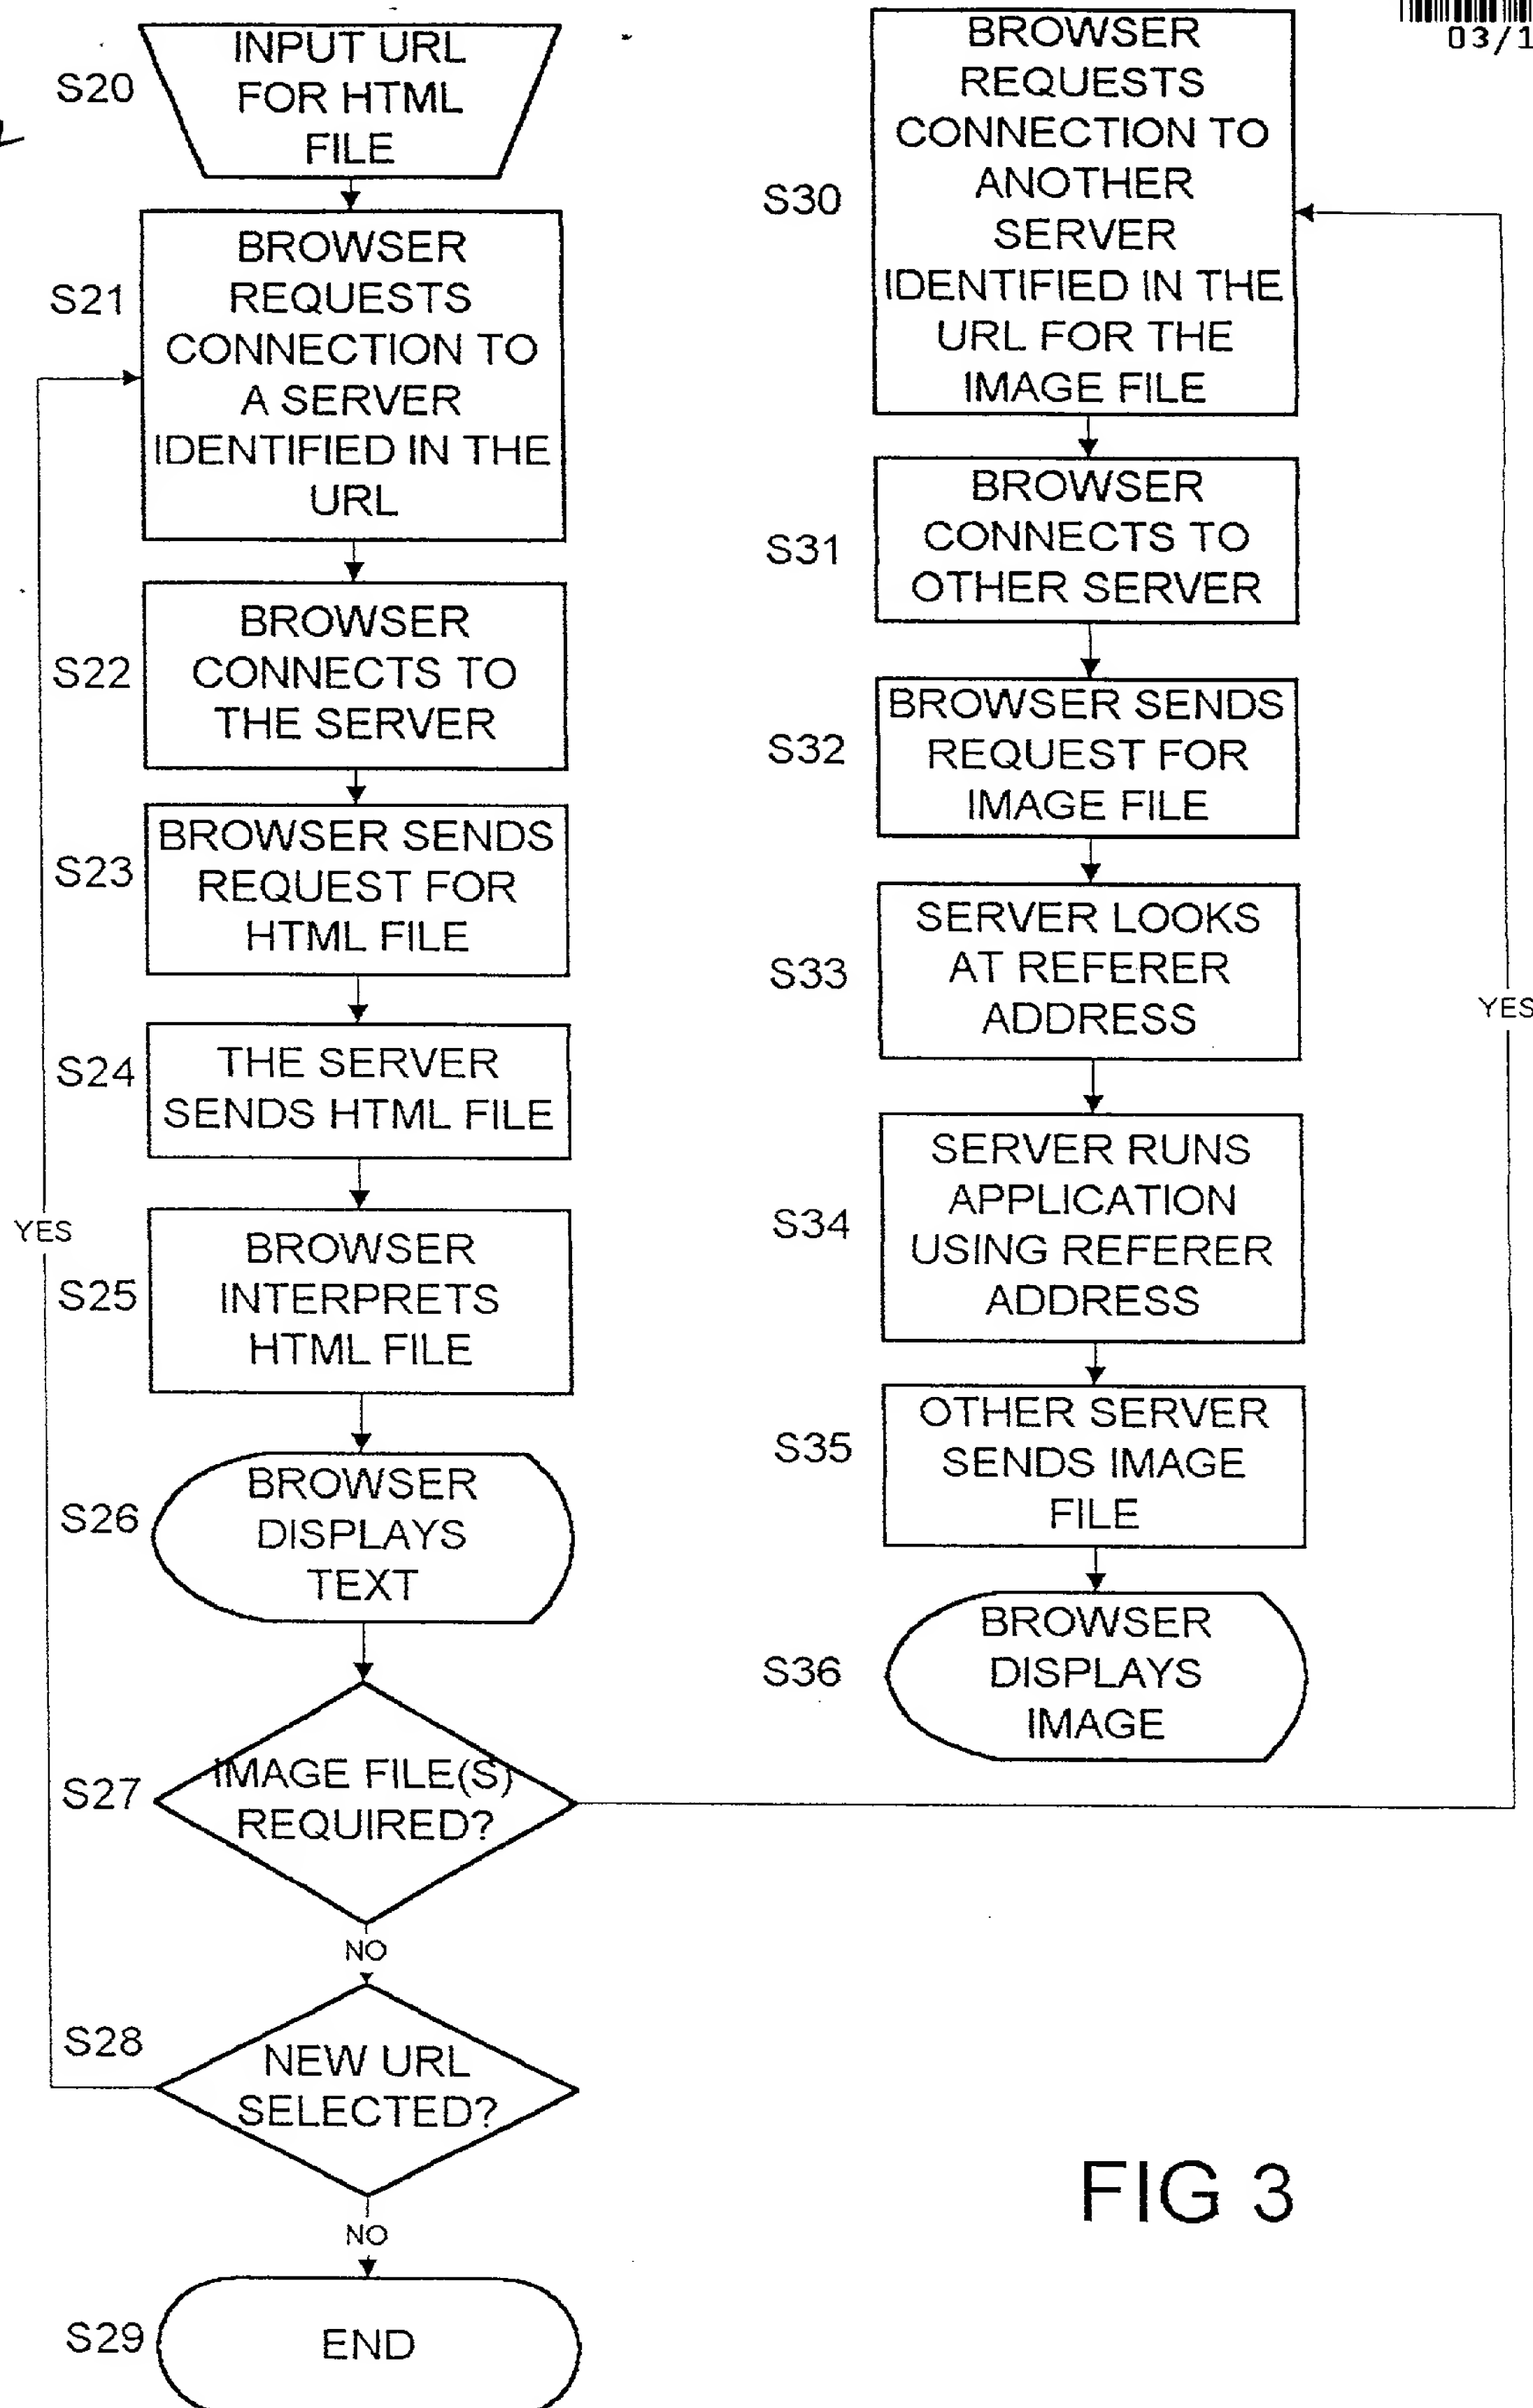 S20
INPUT URL
FOR HTML
FILE
S21
BROWSER
REQUESTS
CONNECTION TO
A SERVER
IDENTIFIED IN THE
URL
S22
BROWSER
CONNECTS TO
THE SERVER
S23
BROWSER SENDS
REQUEST FOR
HTML FILE
S24
THE SERVER
SENDS HTML FILE
YES
S25
BROWSER
INTERPRETS
HTML FILE
S26
BROWSER
DISPLAYS
TEXT
S27
IMAGE FILE(S)
REQUIRED?
NO
S28
NEW URL
SELECTED?
NO
S29
END
03/1
S30
BROWSER
REQUESTS
CONNECTION TO
ANOTHER
SERVER
IDENTIFIED IN THE
URL FOR THE
IMAGE FILE
S31
BROWSER
CONNECTS TO
OTHER SERVER
S32
BROWSER SENDS
REQUEST FOR
IMAGE FILE
S33
SERVER LOOKS
AT REFERER
ADDRESS
YES
S34
SERVER RUNS
APPLICATION
USING REFERER
ADDRESS
S35
OTHER SERVER
SENDS IMAGE
FILE
S36
BROWSER
DISPLAYS
IMAGE
FIG 3